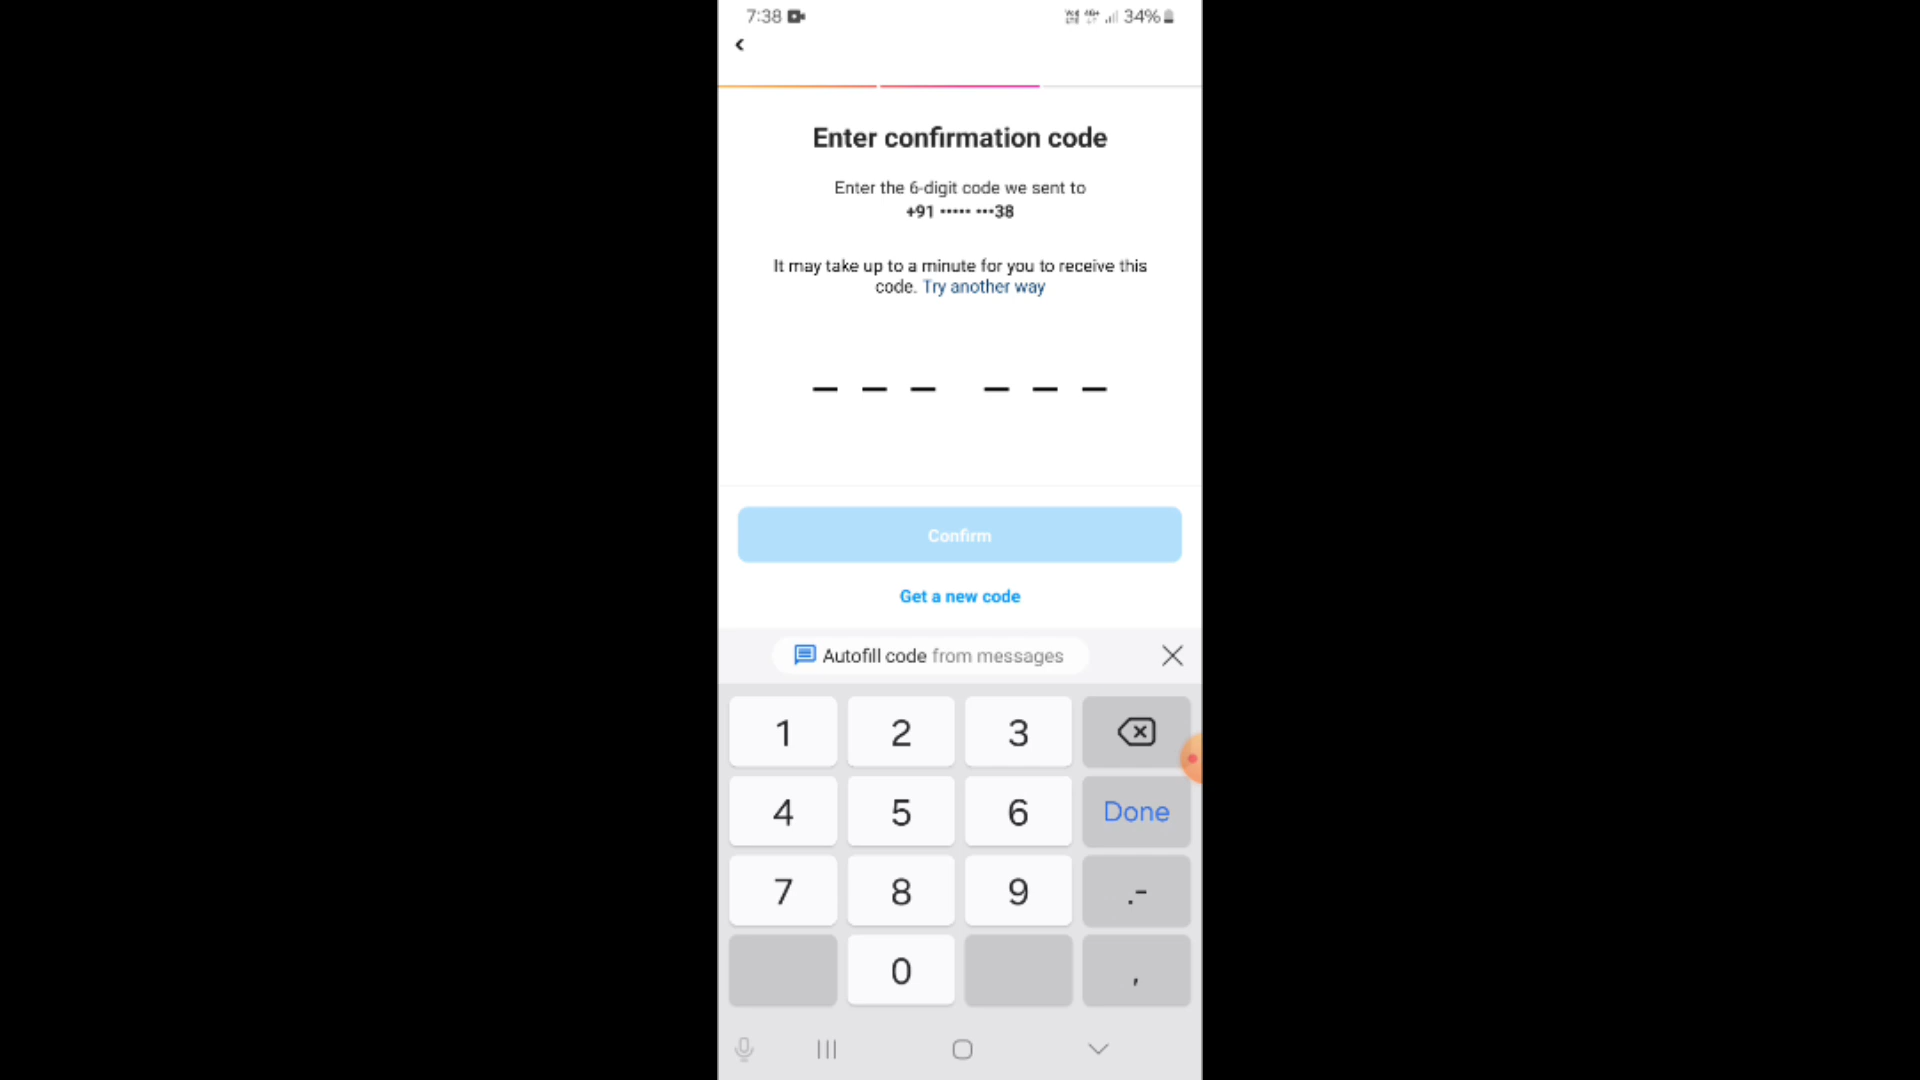 7:38 34%
Enter confirmation code
Enter the 6-digit code we sent to
+91 ••••• •••38
It may take up to a minute for you to receive this
code. Try another way
Confirm
Get a new code
Autofill code from messages
1 2 3
4 5 6 Done
7 8 9 .-
0 ,